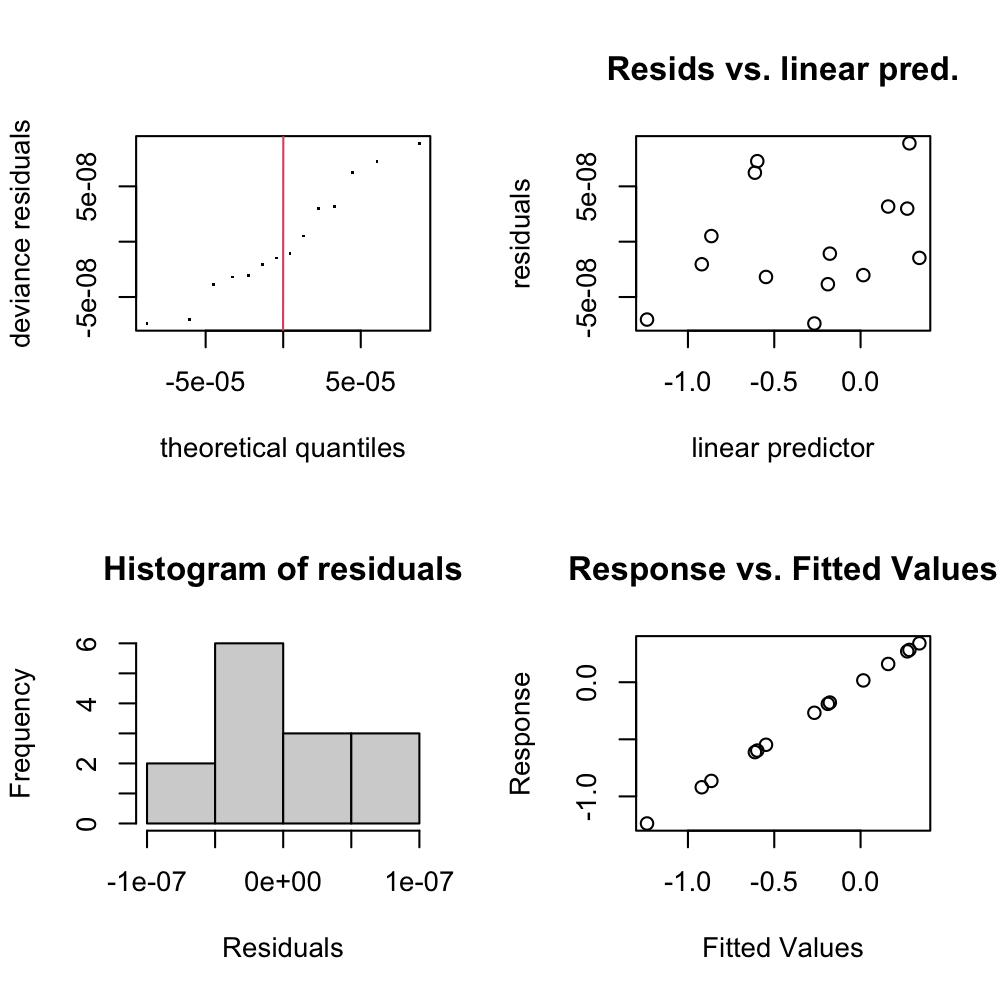 deviance residuals
5e-08
-5e-08
-5e-05
5e-05
theoretical quantiles
Resids vs. linear pred.
residuals
5e-08
-5e-08
-1.0
-0.5
0.0
linear predictor
Histogram of residuals
Frequency
6
4
2
0
-1e-07
0e+00
1e-07
Residuals
Response vs. Fitted Values
Response
0.0
-1.0
-1.0
-0.5
0.0
Fitted Values